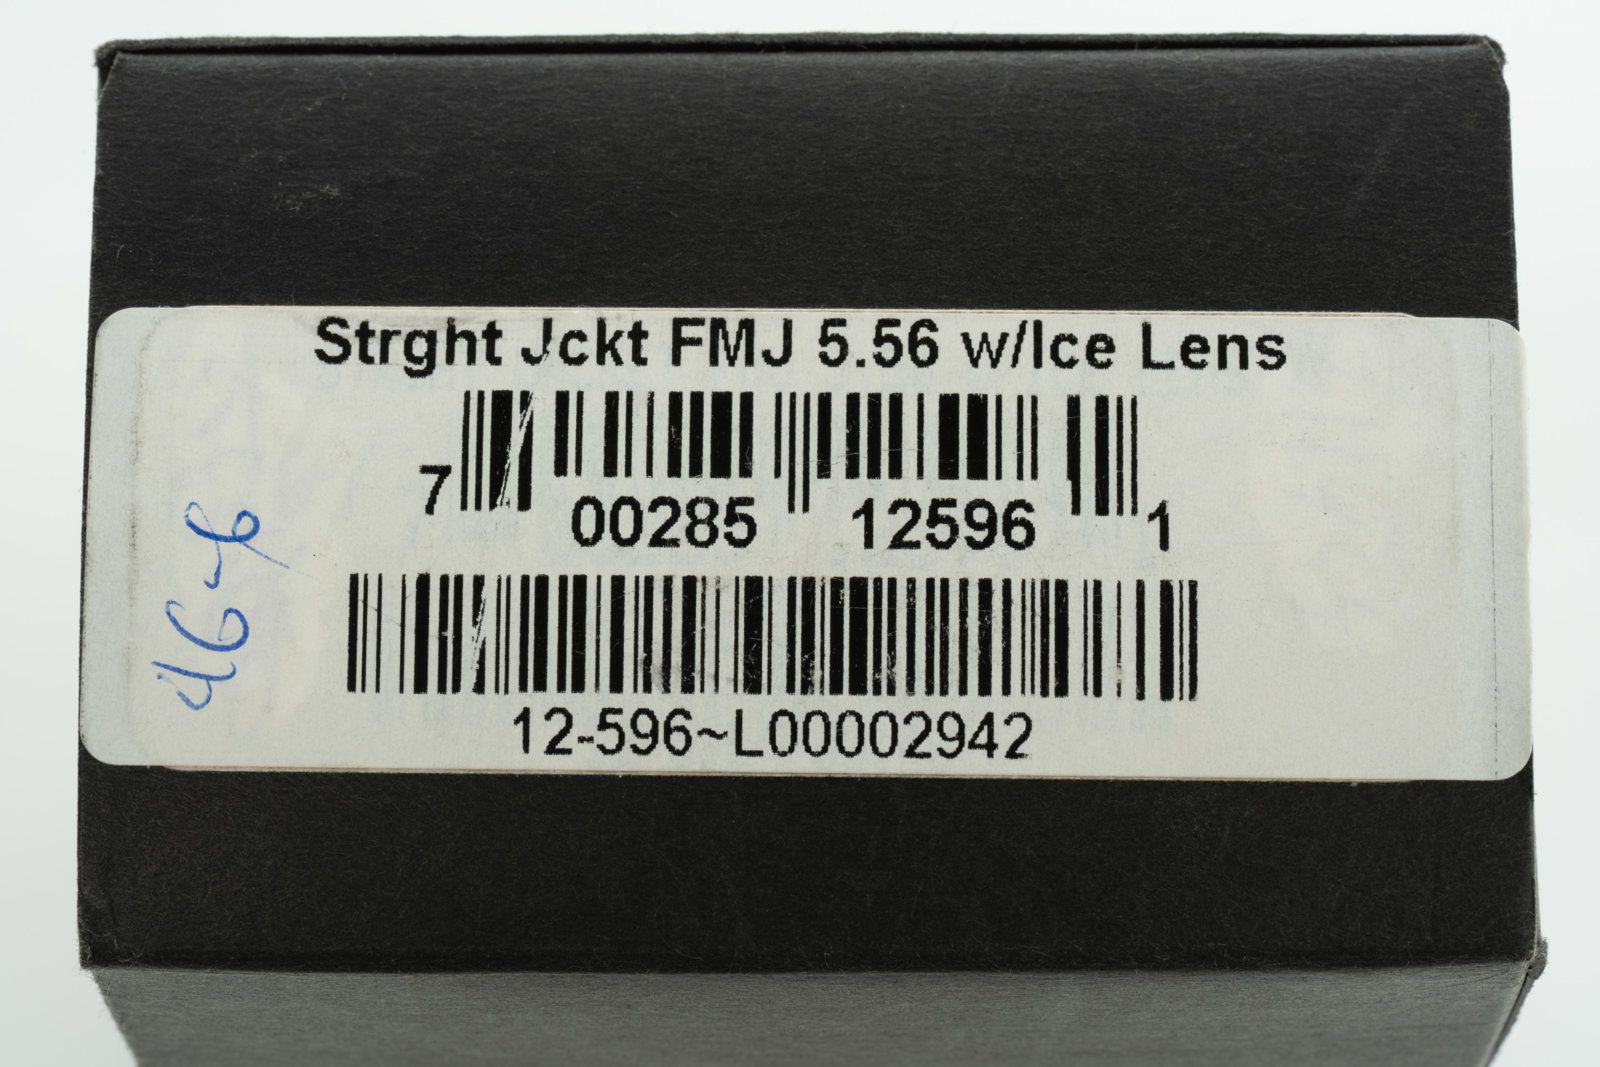 Strght Jckt FMJ 5.56 w/Ice Lens
7 00285 12596 1
12-596~L00002942